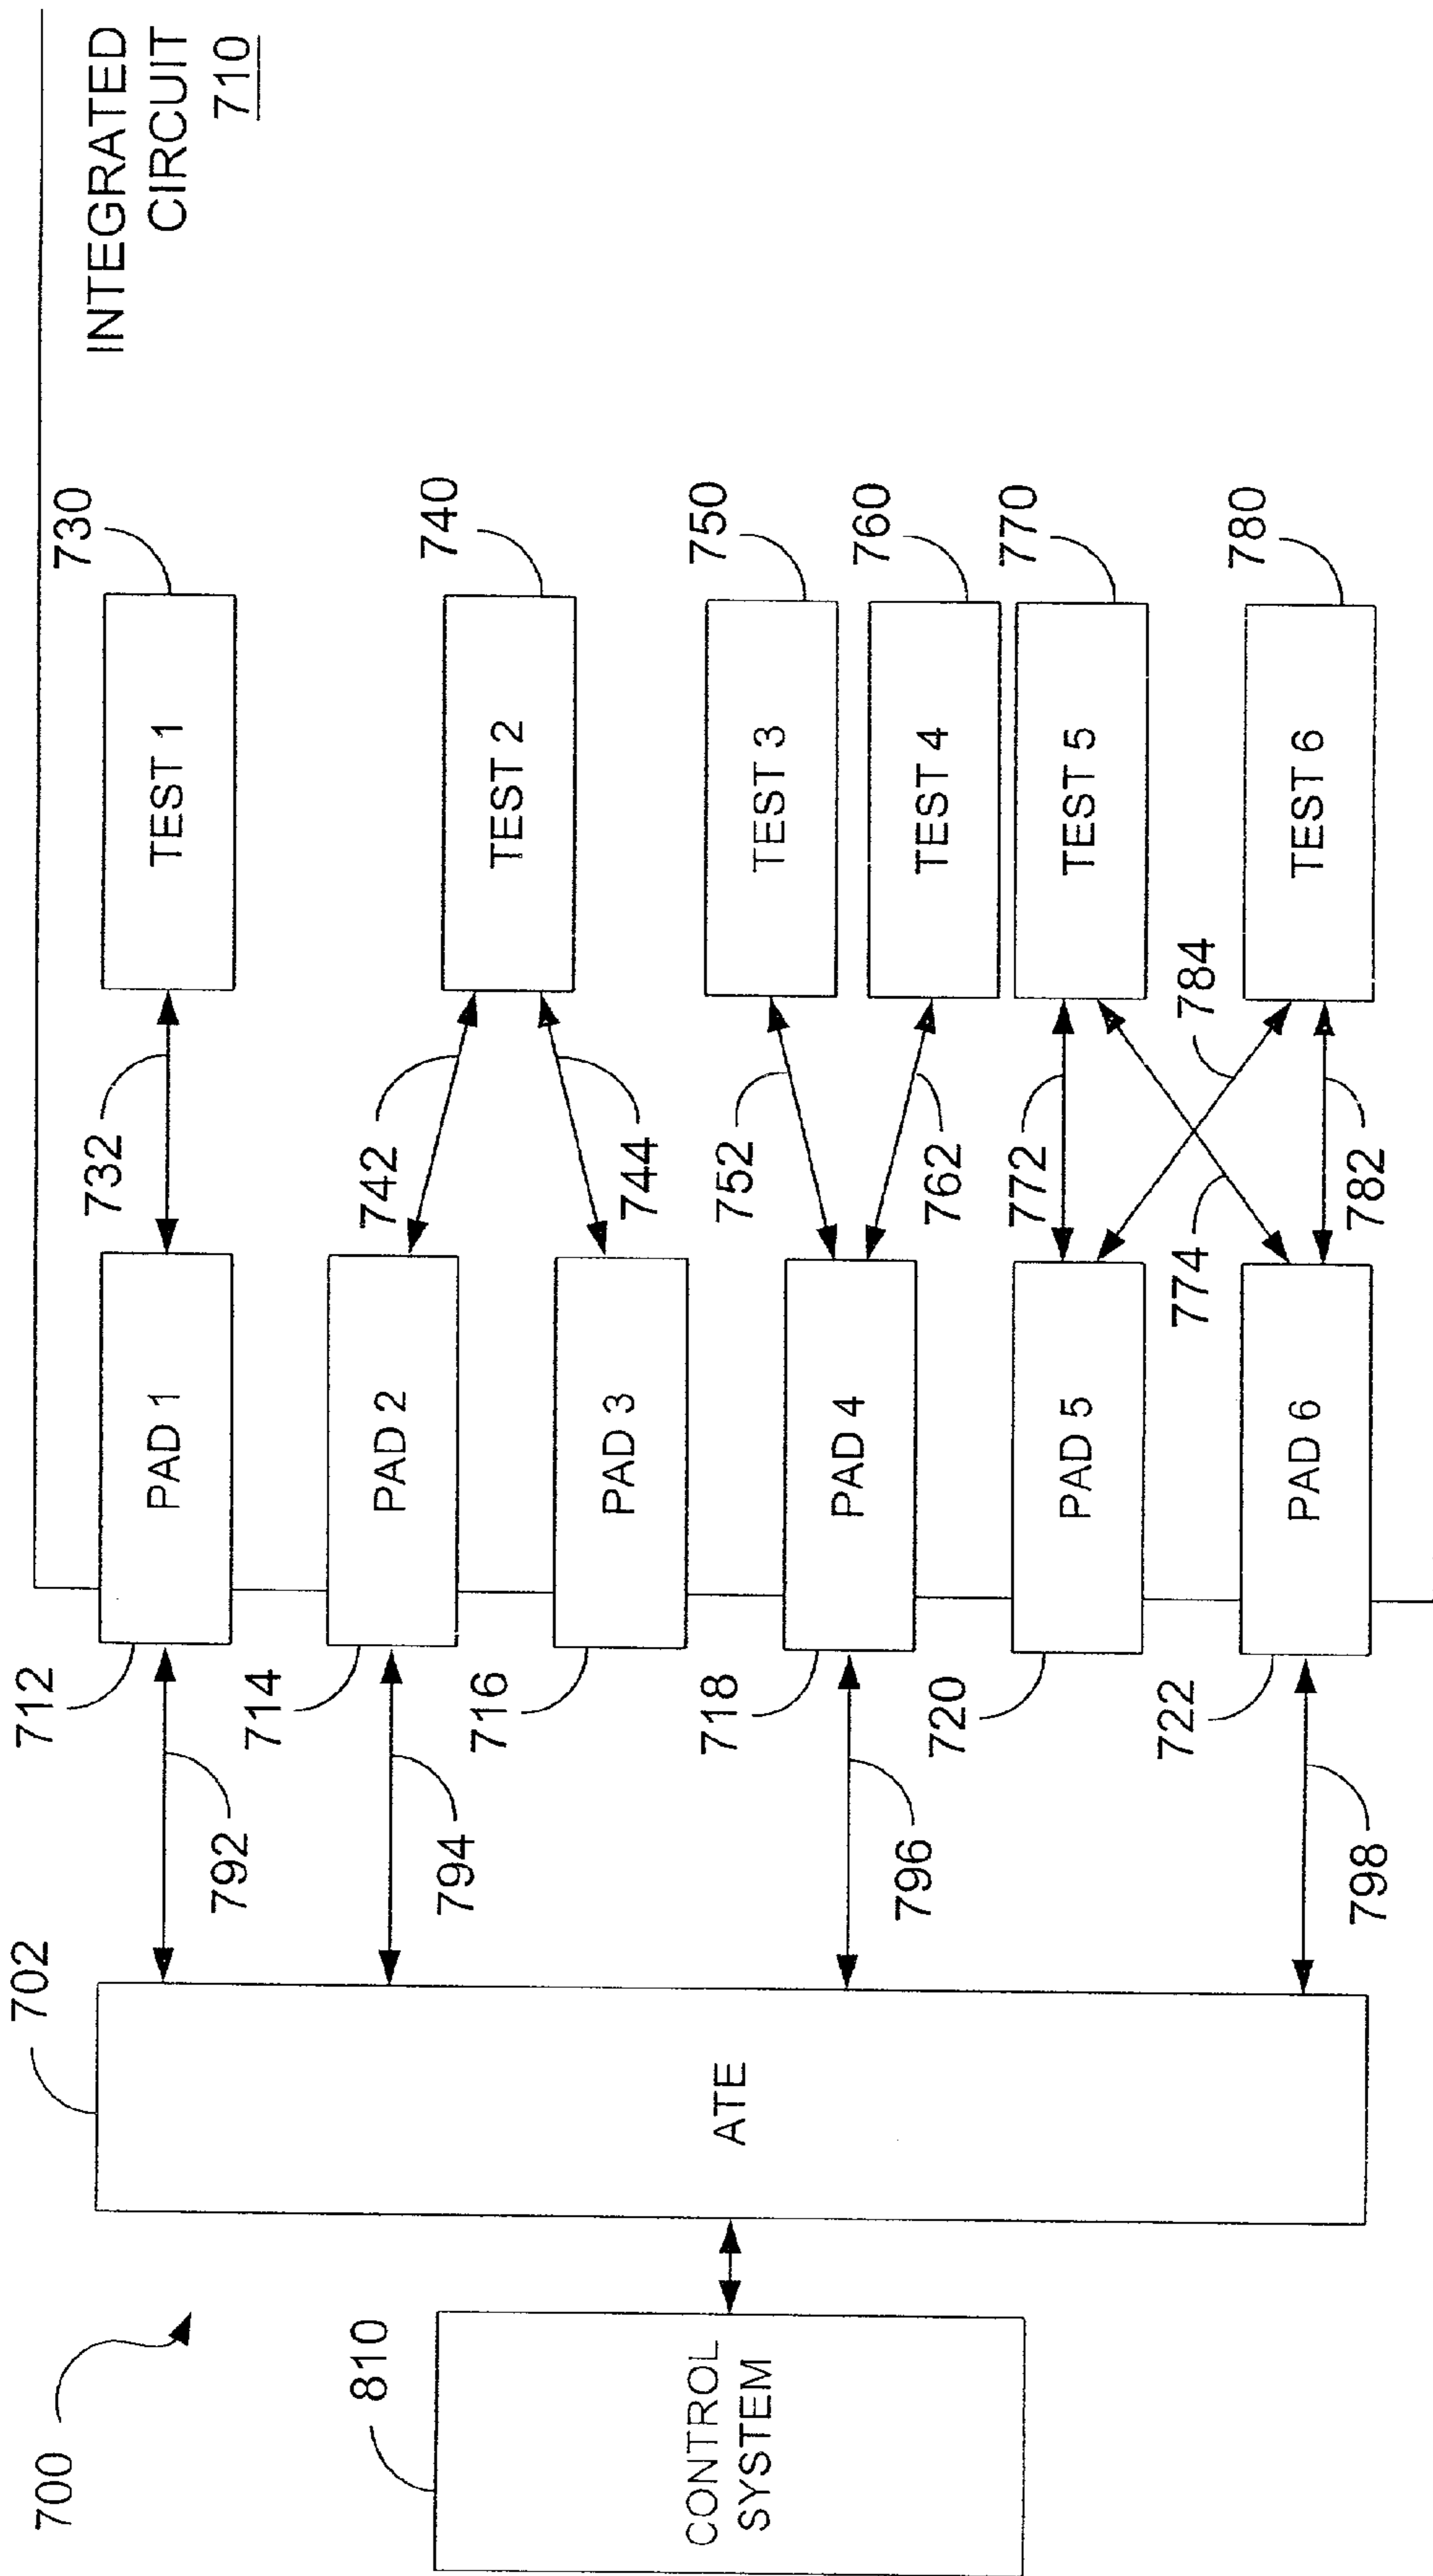 INTEGRATED
CIRCUIT
710
730
740
750
760
770
780
TEST 1
TEST 2
TEST 3
TEST 4
TEST 5
TEST 6
732
742
744
752
762
772
774
784
782
PAD 1
PAD 2
PAD 3
PAD 4
PAD 5
PAD 6
712
714
716
718
720
722
792
794
796
798
702
ATE
700
810
CONTROL
SYSTEM